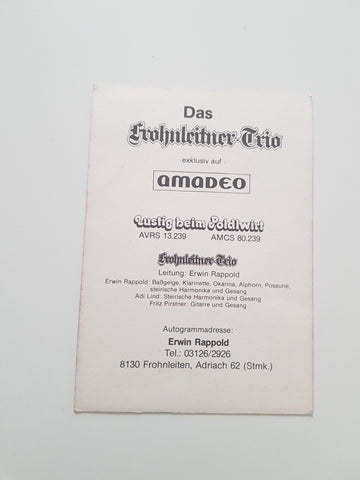 Das
Frohnleitner-Trio
exklusiv auf
AMADEO
Lustig beim Poldlwirt
AVRS 13.239 AMCS 80.239
Frohnleitner-Trio
Leitung: Erwin Rappold
Erwin Rappold: Baßgeige, Klarinette, Okarina, Alphorn, Posaune,
steirische Harmonika und Gesang
Adi Lind: Steirische Harmonika und Gesang
Fritz Pirstner: Gitarre und Gesang
Autogrammadresse:
Erwin Rappold
Tel.: 03126/2926
8130 Frohnleiten, Adriach 62 (Stmk.)